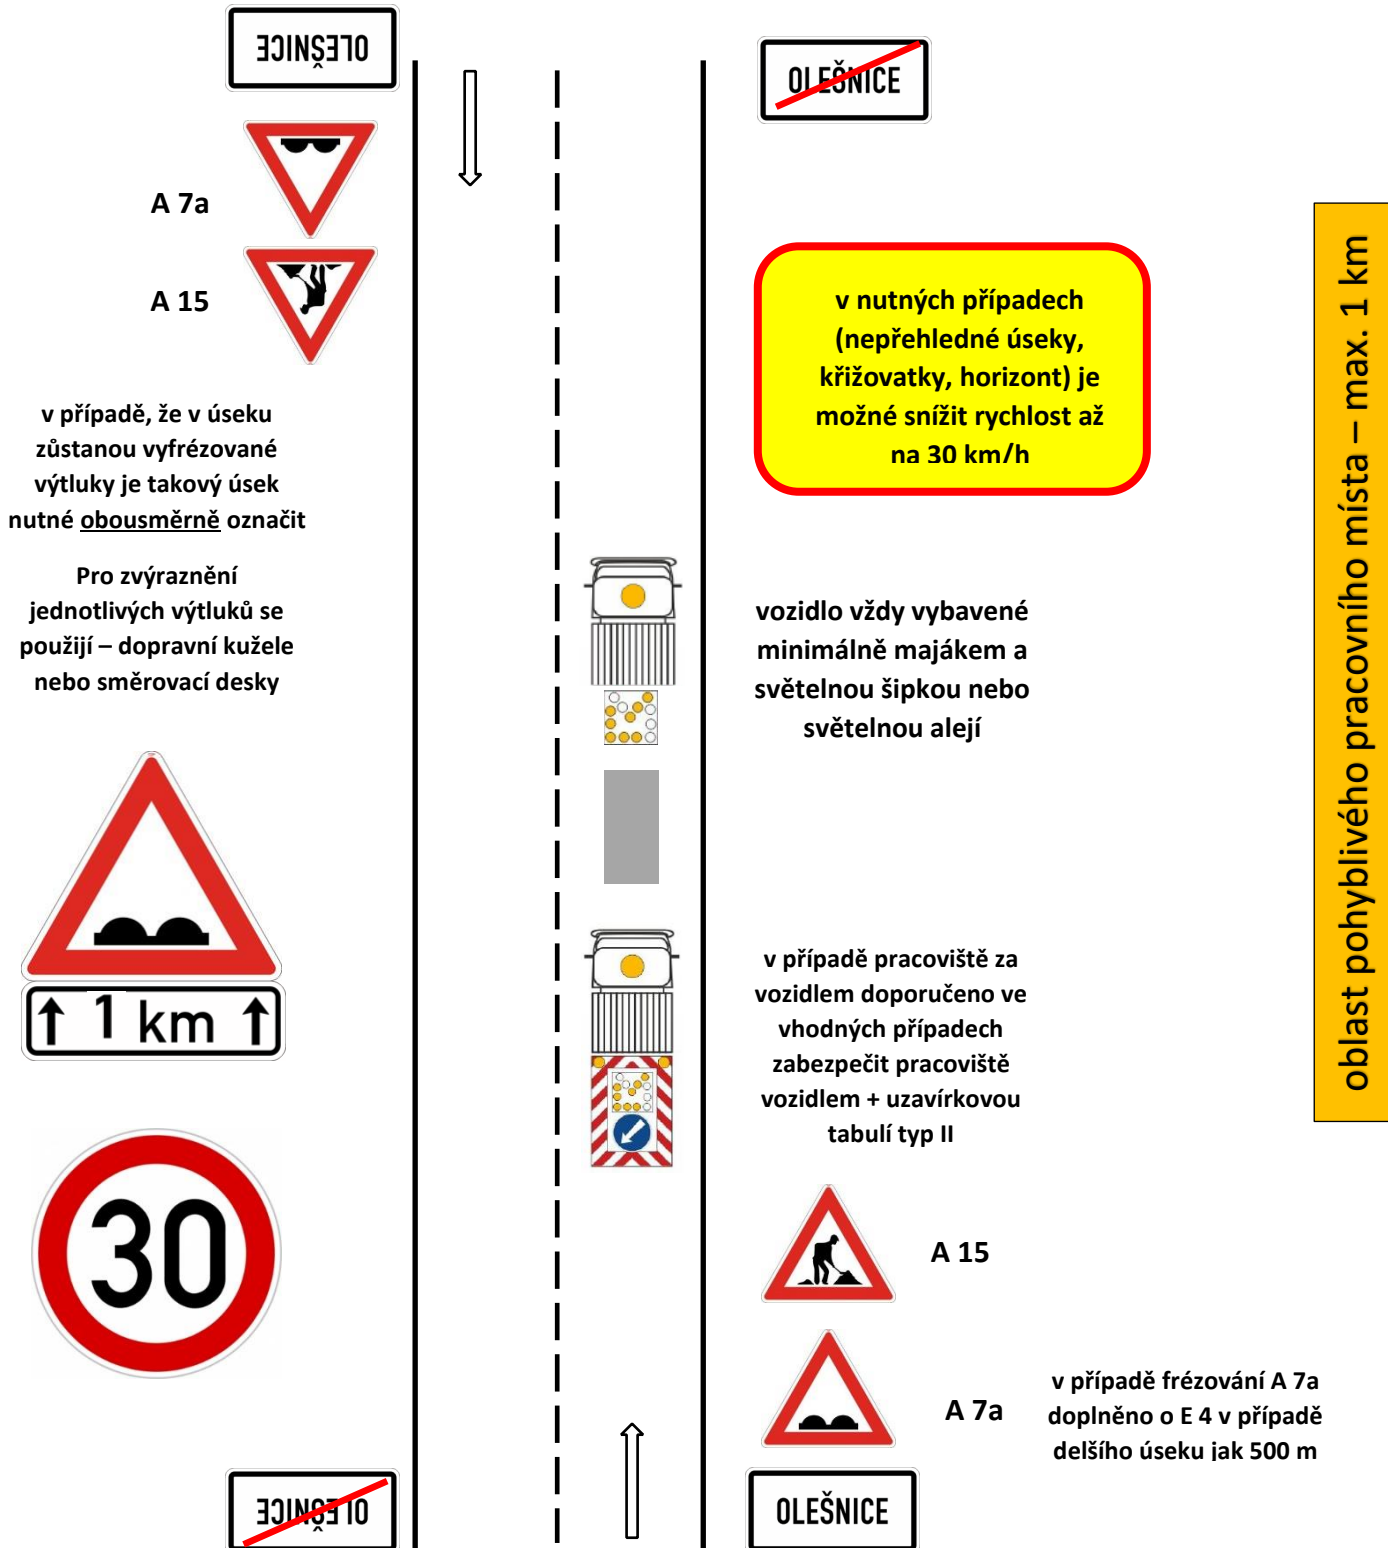 OLEŠNICE
OLEŠNICE
A 7a
A 15
v nutných případech
(nepřehledné úseky,
křižovatky, horizont) je
možné snížit rychlost až
na 30 km/h
oblast pohyblivého pracovního místa – max. 1 km
v případě, že v úseku
zůstanou vyfrézované
výtluky je takový úsek
nutné obousměrně označit
Pro zvýraznění
jednotlivých výtluků se
použijí – dopravní kužele
nebo směrovací desky
vozidlo vždy vybavené
minimálně majákem a
světelnou šipkou nebo
světelnou alejí
1 km
v případě pracoviště za
vozidlem doporučeno ve
vhodných případech
zabezpečit pracoviště
vozidlem + uzavírkovou
tabulí typ II
30
A 15
A 7a
v případě frézování A 7a
doplněno o E 4 v případě
delšího úseku jak 500 m
OLEŠNICE
OLEŠNICE